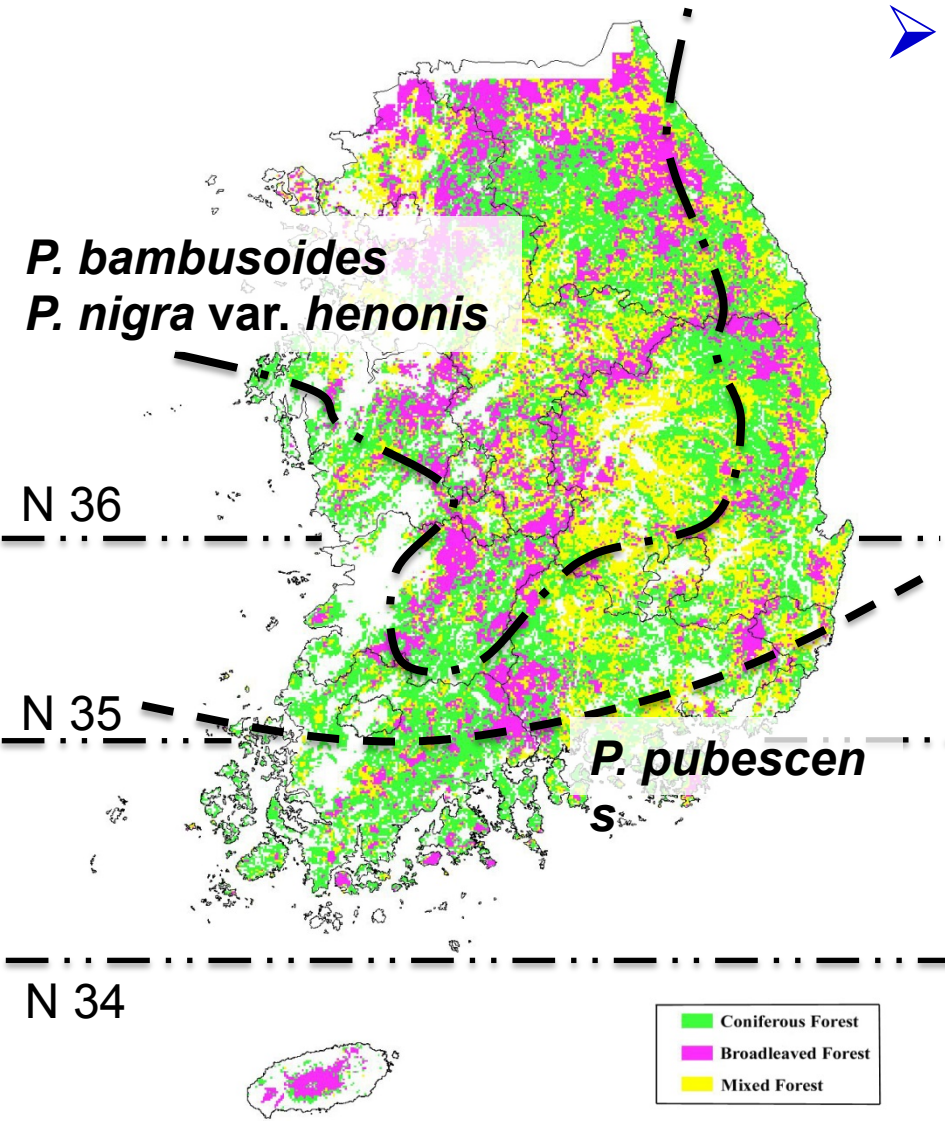 P. bambusoides
P. nigra var. henonis
N 36
N 35
P. pubescen
s
N 34
Coniferous Forest
Broadleaved Forest
Mixed Forest